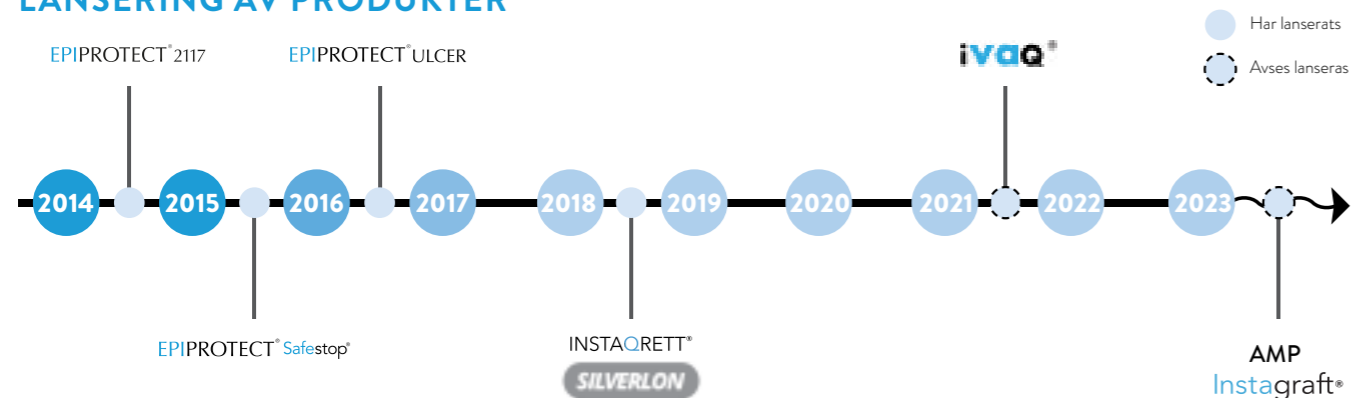 LANSERING AV PRODUKTER
Har lanserats
Avses lanseras
EPIPROTECT® 2117
EPIPROTECT® ULCER
ivaQ®
2014
2015
2016
2017
2018
2019
2020
2021
2022
2023
EPIPROTECT® Safestop®
INSTAQRETT®
SILVERLON
AMP
Instagraft®